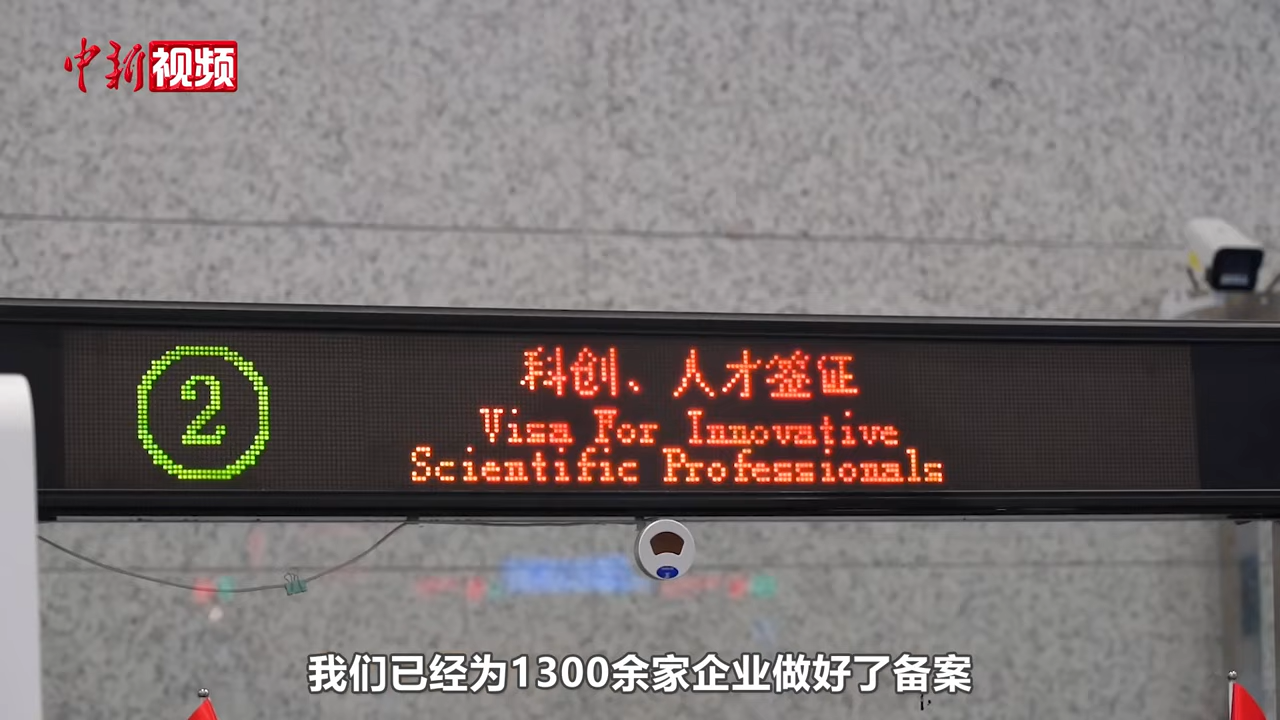 中新视频
2
科创、人才签证
Visa For Innovative
Scientific Professionals
我们已经为1300余家企业做好了备案